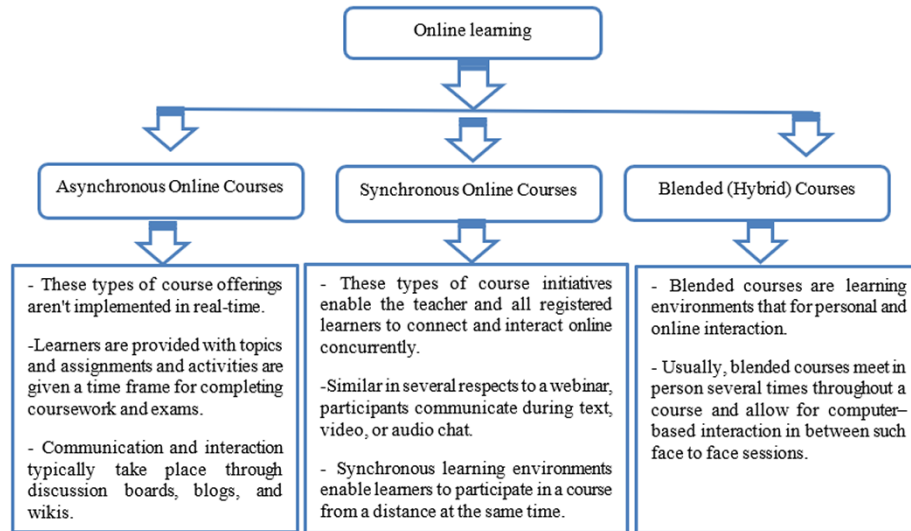 Online learning
Asynchronous Online Courses
Synchronous Online Courses
Blended (Hybrid) Courses
- These types of course offerings
aren't implemented in real-time.
-Learners are provided with topics
and assignments and activities are
given a time frame for completing
coursework and exams.
- Communication and interaction
typically take place through
discussion boards, blogs, and
wikis.
- These types of course initiatives
enable the teacher and all registered
learners to connect and interact online
concurrently.
-Similar in several respects to a webinar,
participants communicate during text,
video, or audio chat.
- Synchronous learning environments
enable learners to participate in a course
from a distance at the same time.
- Blended courses are learning
environments that for personal and
online interaction.
- Usually, blended courses meet in
person several times throughout a
course and allow for computer–
based interaction in between such
face to face sessions.